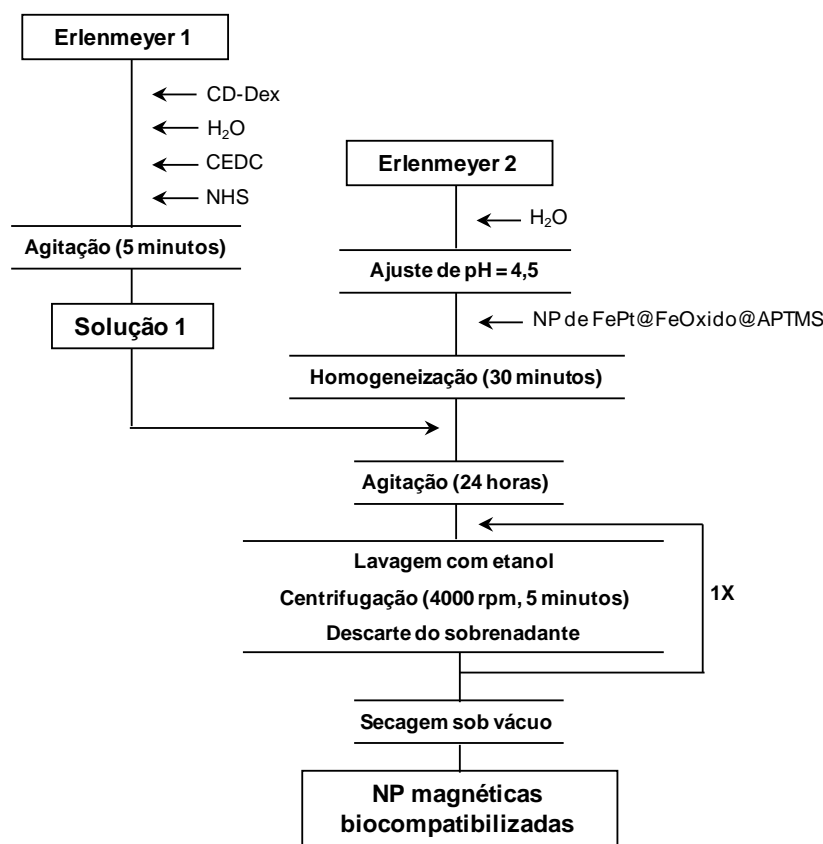 Erlenmeyer 1
CD-Dex
H₂O
CEDC
NHS
Agitação (5 minutos)
Solução 1
Erlenmeyer 2
H₂O
Ajuste de pH = 4,5
NP de FePt@FeOxido@APTMS
Homogeneização (30 minutos)
Agitação (24 horas)
Lavagem com etanol
Centrifugação (4000 rpm, 5 minutos)
Descarte do sobrenadante
1X
Secagem sob vácuo
NP magnéticas
biocompatibilizadas